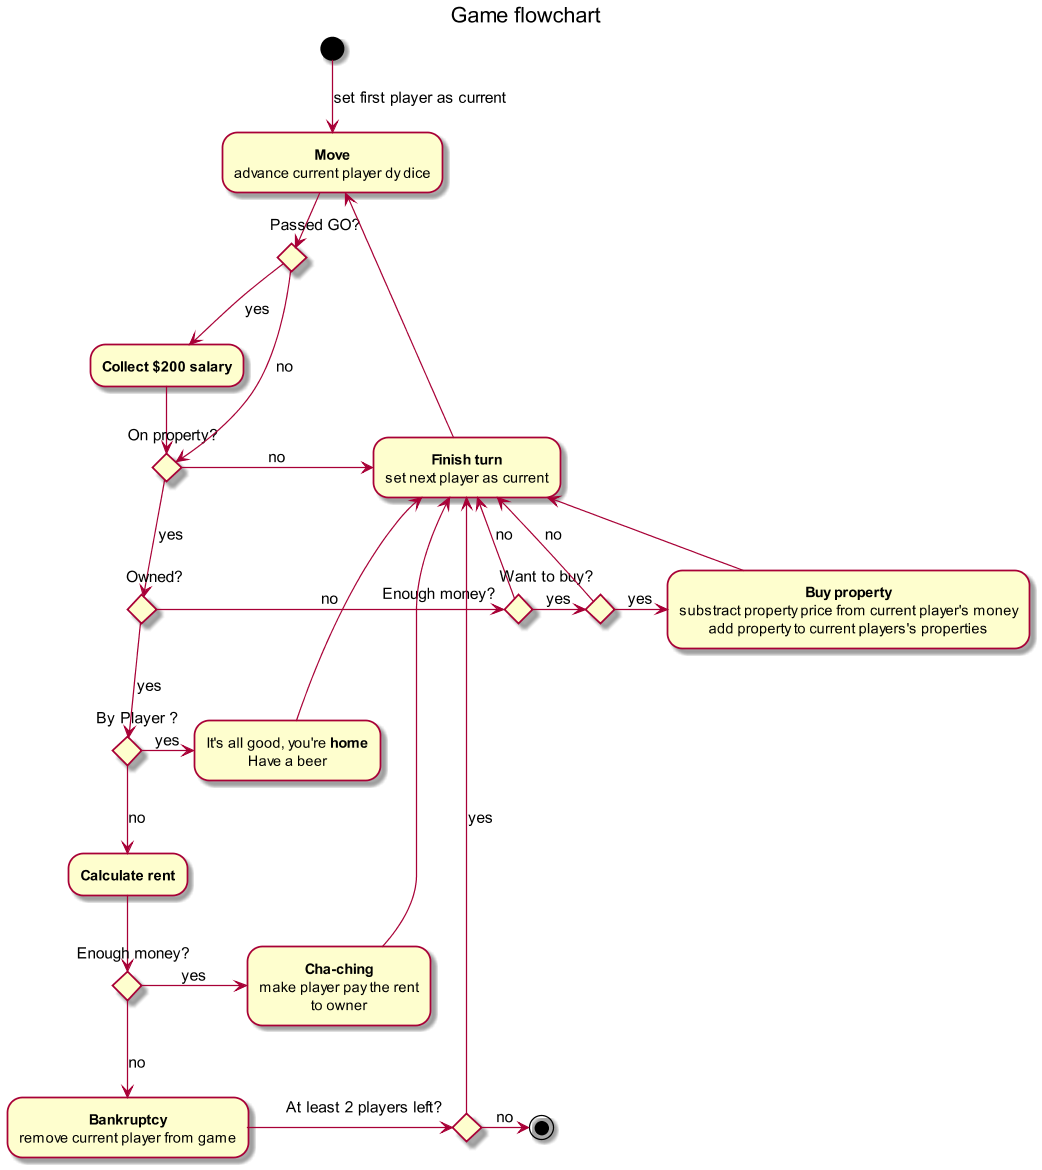 Game flowchart
set first player as current
Move
advance current player dy dice
Passed GO?
yes
Collect $200 salary
no
On property?
no
Finish turn
set next player as current
yes
no
no
Owned?
Want to buy?
no
Enough money?
yes
yes
Buy property
substract property price from current player's money
add property to current players's properties
yes
By Player ?
yes
It's all good, you're home
Have a beer
no
yes
Calculate rent
Enough money?
yes
Cha-ching
make player pay the rent
to owner
no
Bankruptcy
remove current player from game
At least 2 players left?
no